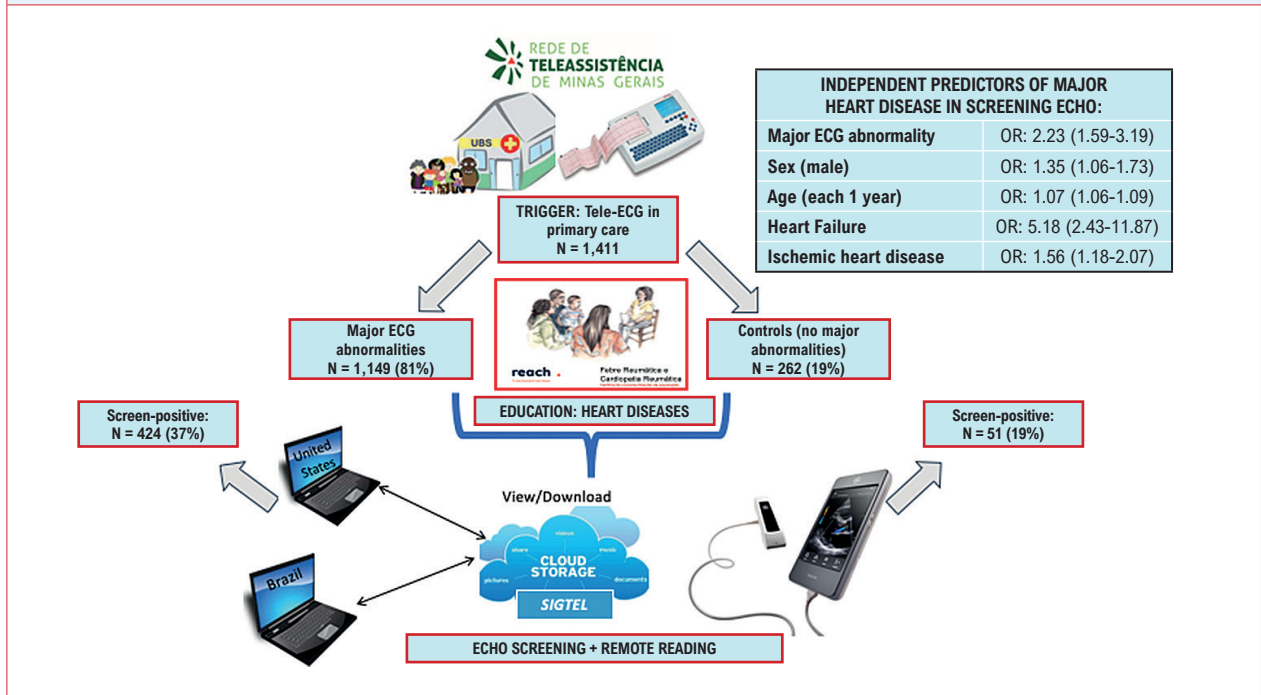 REDE DE
TELEASSISTÊNCIA
DE MINAS GERAIS
UBS
INDEPENDENT PREDICTORS OF MAJOR
HEART DISEASE IN SCREENING ECHO:
Major ECG abnormality OR: 2.23 (1.59-3.19)
Sex (male) OR: 1.35 (1.06-1.73)
Age (each 1 year) OR: 1.07 (1.06-1.09)
Heart Failure OR: 5.18 (2.43-11.87)
Ischemic heart disease OR: 1.56 (1.18-2.07)
TRIGGER: Tele-ECG in
primary care
N = 1,411
Major ECG
abnormalities
N = 1,149 (81%)
reach
Febre Reumática e
Cardiopatia Reumática
Controls (no major
abnormalities)
N = 262 (19%)
EDUCATION: HEART DISEASES
Screen-positive:
N = 424 (37%)
Screen-positive:
N = 51 (19%)
United
States
Brazil
View/Download
videos
share
music
CLOUD
STORAGE
pictures
documents
SIGTEL
ECHO SCREENING + REMOTE READING